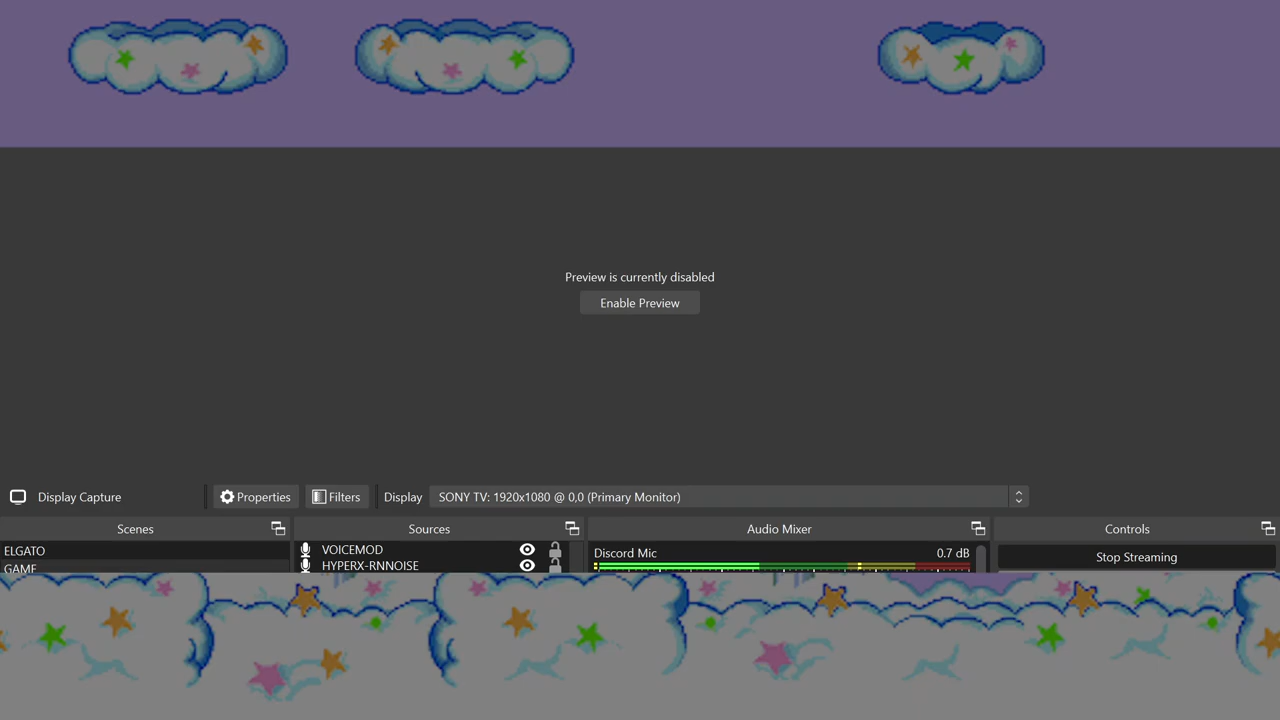 Preview is currently disabled
Enable Preview
Display Capture Properties Filters Display SONY TV: 1920x1080 @ 0,0 (Primary Monitor)
Scenes Sources Audio Mixer Controls
ELGATO VOICEMOD Discord Mic 0.7 dB Stop Streaming
GAME HYPERX-RNNOISE